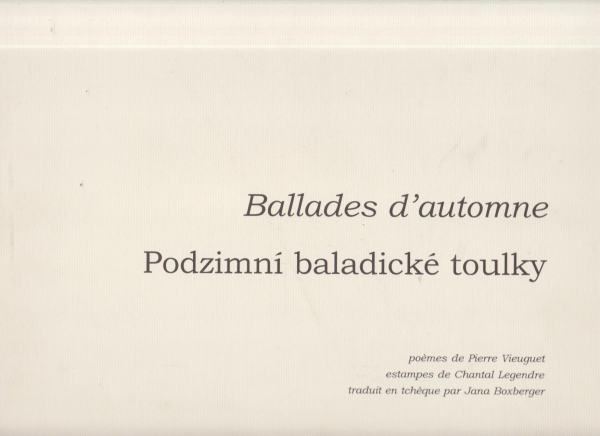 Ballades d'automne
Podzimní baladické toulky
poèmes de Pierre Vieuguet
estampes de Chantal Legendre
traduit en tchèque par Jana Boxberger